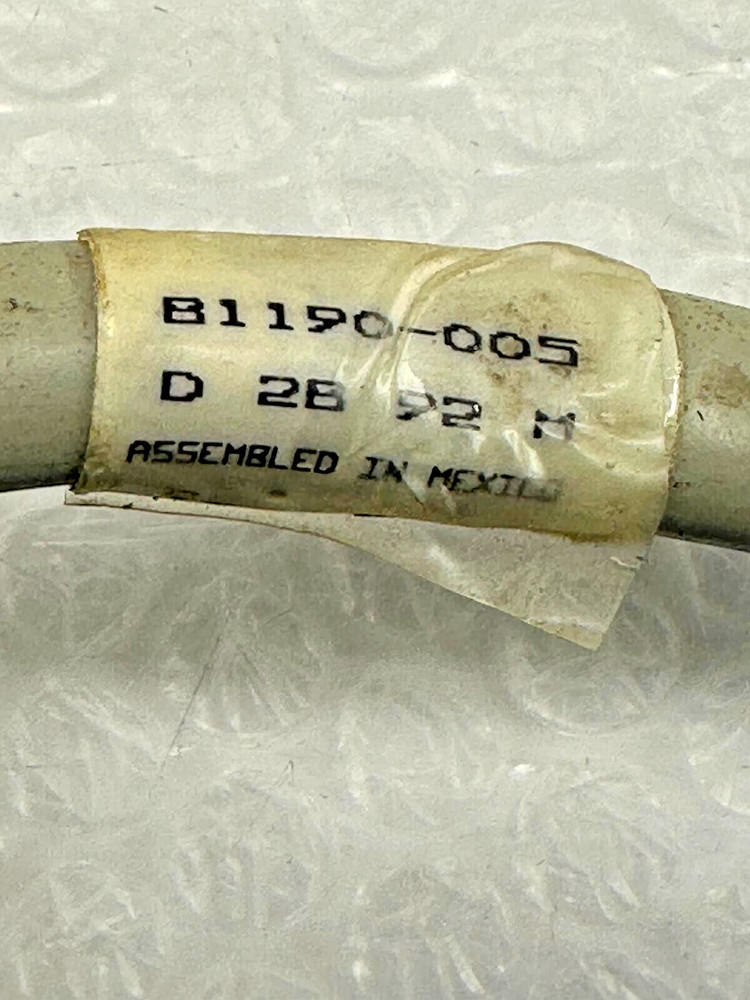 B1190-005
D 28 92 M
ASSEMBLED IN MEXICO